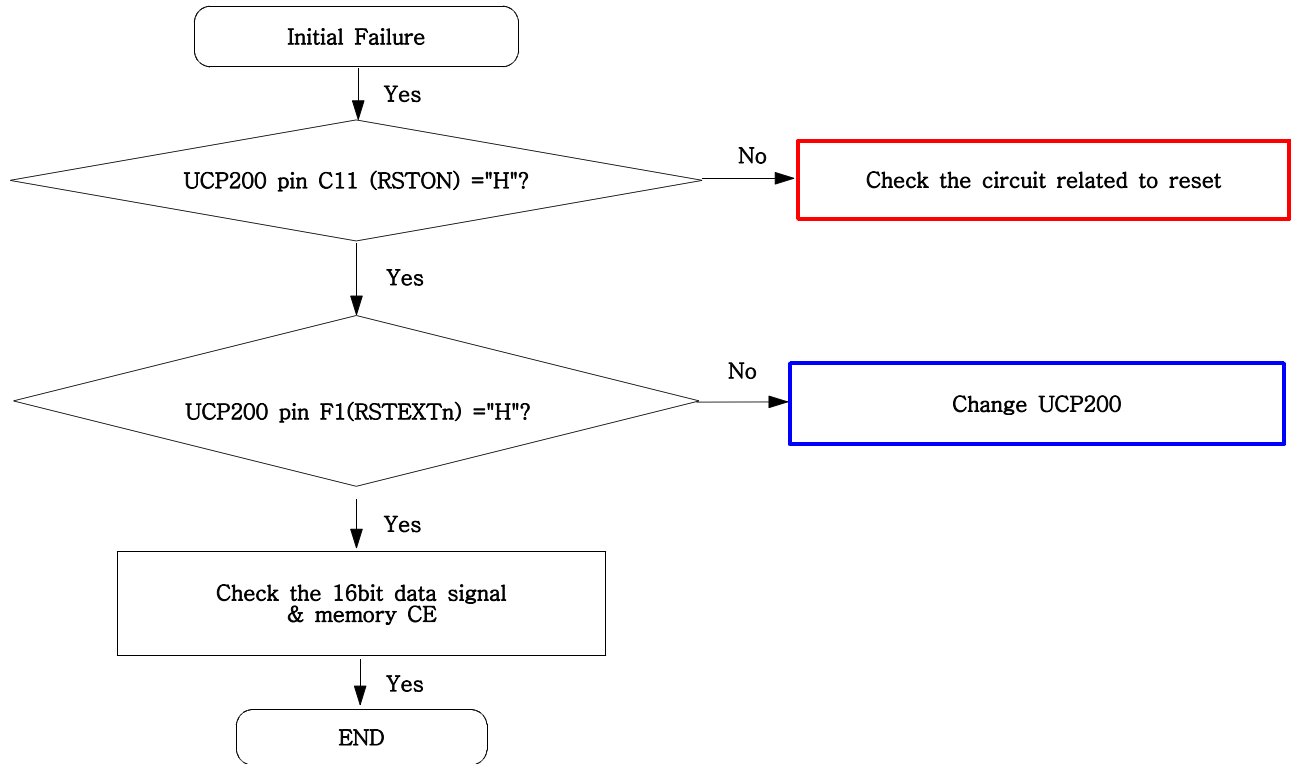 Initial Failure
Yes
UCP200 pin C11 (RSTON) ="H"?
No
Check the circuit related to reset
Yes
UCP200 pin F1(RSTEXTn) ="H"?
No
Change UCP200
Yes
Check the 16bit data signal
& memory CE
Yes
END